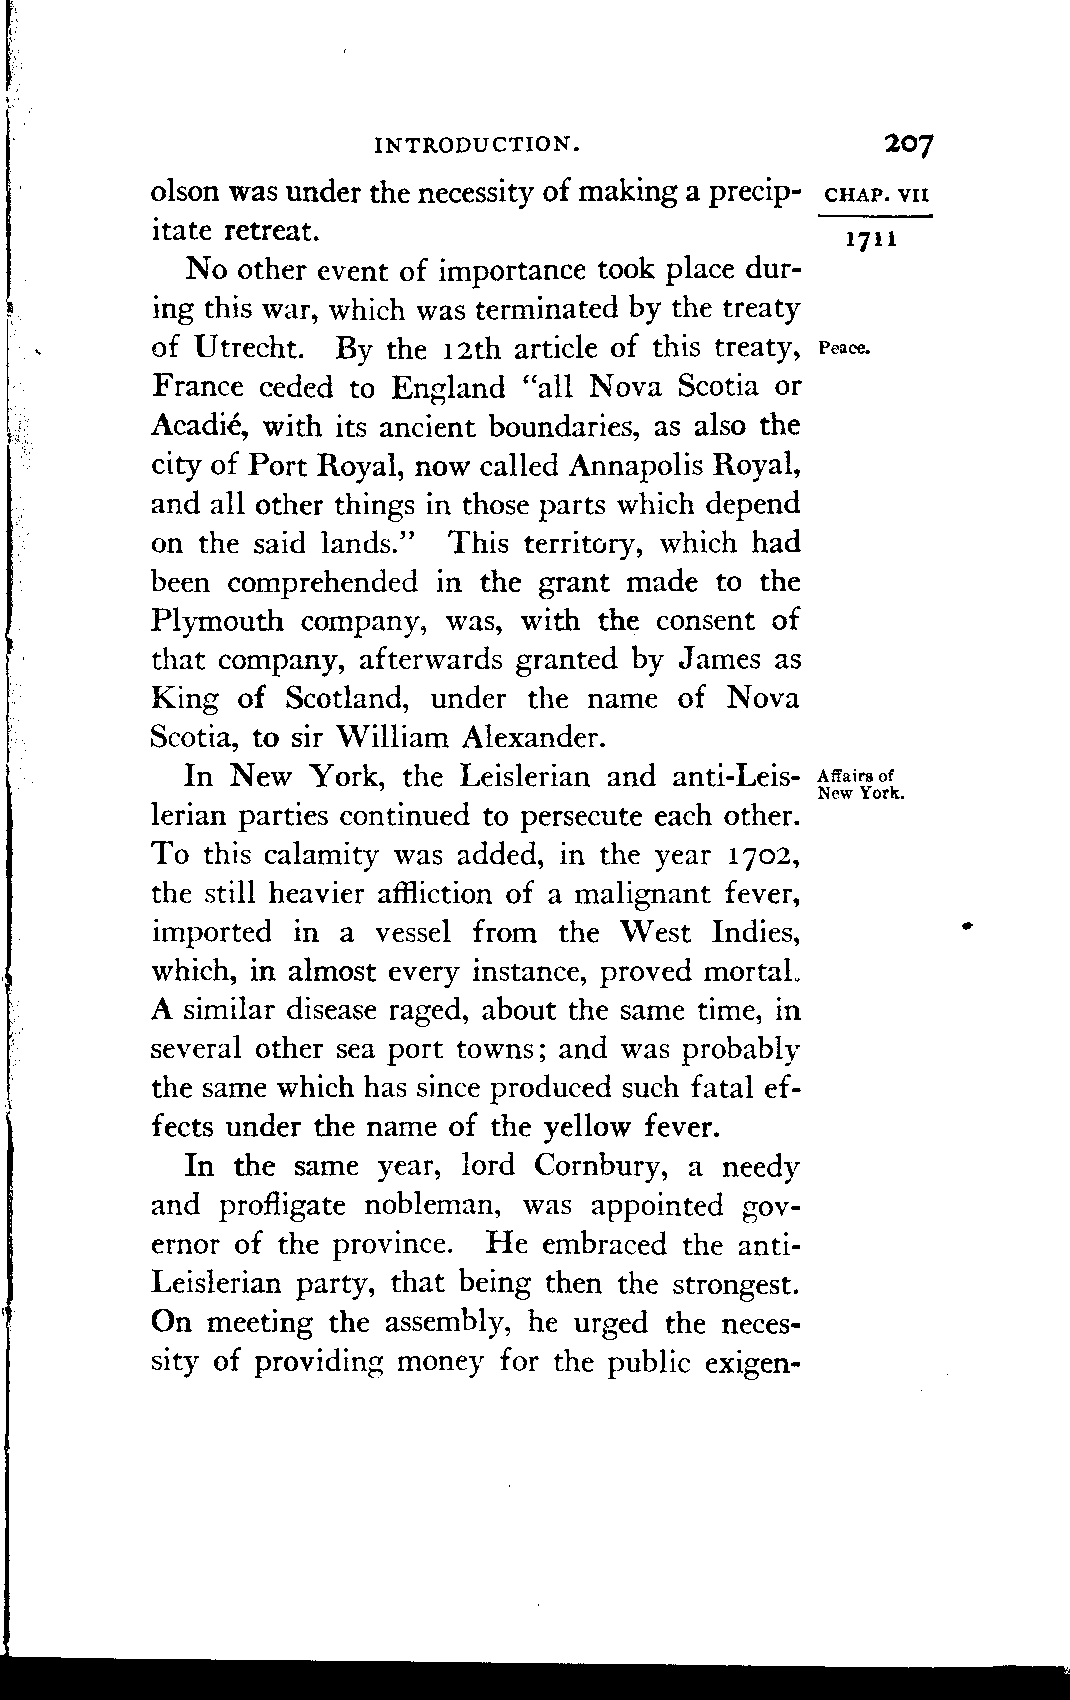 INTRODUCTION. 207
olson was under the necessity of making a precip- CHAP. VII
itate retreat. 1711
No other event of importance took place dur-
ing this war, which was terminated by the treaty
of Utrecht. By the 12th article of this treaty, Peace.
France ceded to England "all Nova Scotia or
Acadié, with its ancient boundaries, as also the
city of Port Royal, now called Annapolis Royal,
and all other things in those parts which depend
on the said lands." This territory, which had
been comprehended in the grant made to the
Plymouth company, was, with the consent of
that company, afterwards granted by James as
King of Scotland, under the name of Nova
Scotia, to sir William Alexander.
In New York, the Leislerian and anti-Leis- Affairs of
New York.
lerian parties continued to persecute each other.
To this calamity was added, in the year 1702,
the still heavier affliction of a malignant fever,
imported in a vessel from the West Indies,
which, in almost every instance, proved mortal.
A similar disease raged, about the same time, in
several other sea port towns; and was probably
the same which has since produced such fatal ef-
fects under the name of the yellow fever.
In the same year, lord Cornbury, a needy
and profligate nobleman, was appointed gov-
ernor of the province. He embraced the anti-
Leislerian party, that being then the strongest.
On meeting the assembly, he urged the neces-
sity of providing money for the public exigen-